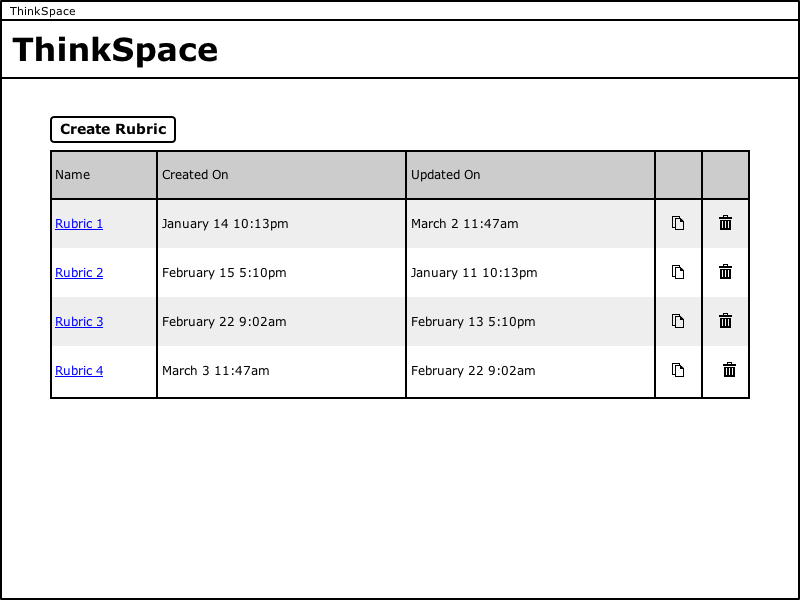 ThinkSpace
ThinkSpace
Create Rubric
Name Created On Updated On
Rubric 1 January 14 10:13pm March 2 11:47am
Rubric 2 February 15 5:10pm January 11 10:13pm
Rubric 3 February 22 9:02am February 13 5:10pm
Rubric 4 March 3 11:47am February 22 9:02am